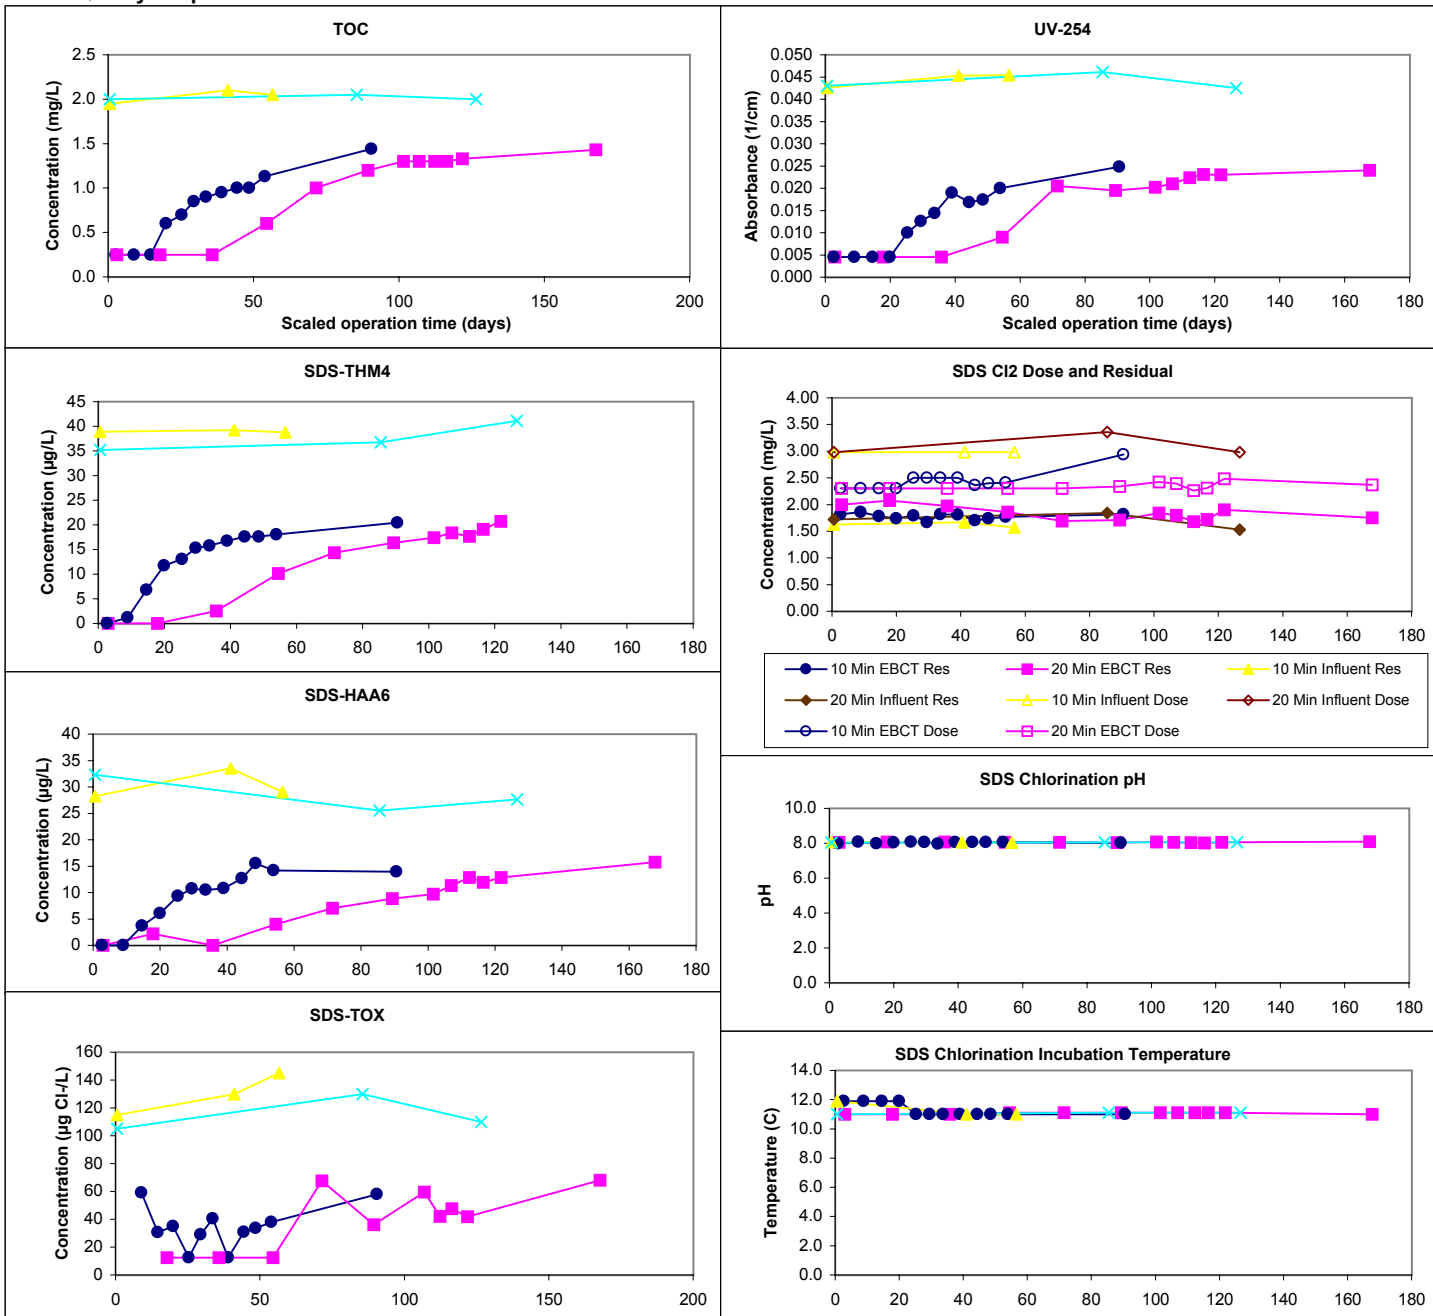 TOC
2.5
2.0
1.5
1.0
0.5
0.0
Concentration (mg/L)
0 50 100 150 200
Scaled operation time (days)
UV-254
0.050
0.045
0.040
0.035
0.030
0.025
0.020
0.015
0.010
0.005
0.000
Absorbance (1/cm)
0 20 40 60 80 100 120 140 160 180
Scaled operation time (days)
SDS-THM4
45
40
35
30
25
20
15
10
5
0
Concentration (µg/L)
0 20 40 60 80 100 120 140 160 180
SDS Cl2 Dose and Residual
4.00
3.50
3.00
2.50
2.00
1.50
1.00
0.50
0.00
Concentration (mg/L)
0 20 40 60 80 100 120 140 160 180
10 Min EBCT Res 20 Min EBCT Res 10 Min Influent Res
20 Min Influent Res 10 Min Influent Dose 20 Min Influent Dose
10 Min EBCT Dose 20 Min EBCT Dose
SDS-HAA6
40
35
30
25
20
15
10
5
0
Concentration (µg/L)
0 20 40 60 80 100 120 140 160 180
SDS Chlorination pH
10.0
8.0
6.0
4.0
2.0
0.0
pH
0 20 40 60 80 100 120 140 160 180
SDS-TOX
160
140
120
100
80
60
40
20
0
Concentration (µg Cl-/L)
0 50 100 150 200
SDS Chlorination Incubation Temperature
14.0
12.0
10.0
8.0
6.0
4.0
2.0
0.0
Temperature (C)
0 20 40 60 80 100 120 140 160 180